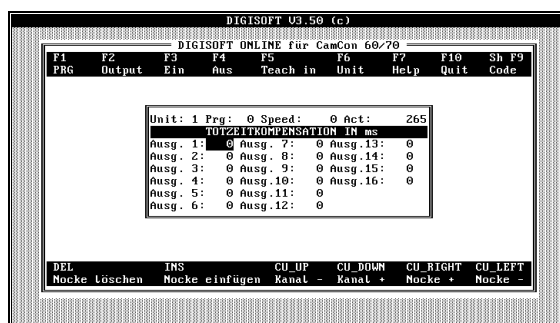 DIGISOFT V3.50 (c)
DIGISOFT ONLINE für CamCon 60/70
F1 F2 F3 F4 F5 F6 F7 F10 Sh F9
PRG Output Ein Aus Teach in Unit Help Quit Code
Unit: 1 Prg: 0 Speed: 0 Act: 265
TOTZEITKOMPENSATION IN ms
Ausg. 1: 0 Ausg. 7: 0 Ausg.13: 0
Ausg. 2: 0 Ausg. 8: 0 Ausg.14: 0
Ausg. 3: 0 Ausg. 9: 0 Ausg.15: 0
Ausg. 4: 0 Ausg.10: 0 Ausg.16: 0
Ausg. 5: 0 Ausg.11: 0
Ausg. 6: 0 Ausg.12: 0
DEL INS CU_UP CU_DOWN CU_RIGHT CU_LEFT
Nocke löschen Nocke einfügen Kanal - Kanal + Nocke + Nocke -